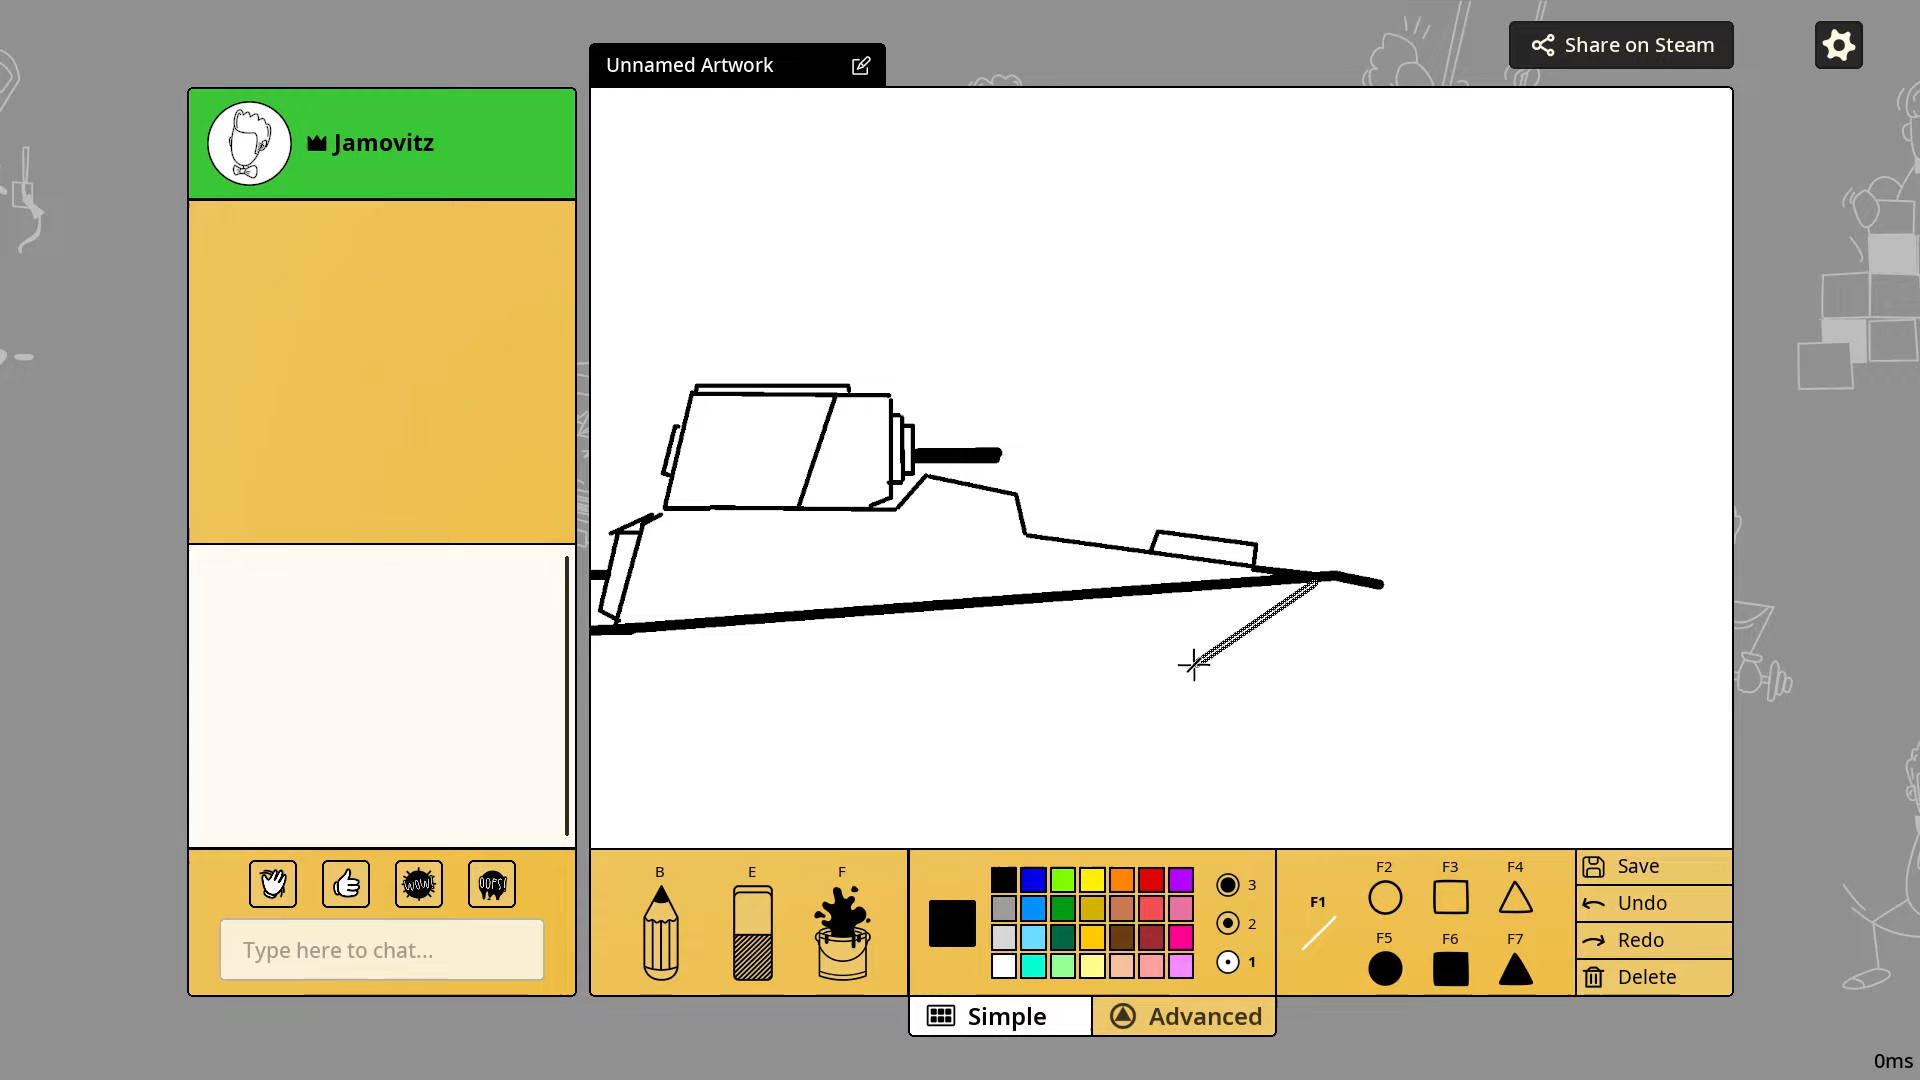 Share on Steam
Unnamed Artwork
Jamovitz
WOW!
OOPS!
Type here to chat...
B
E
F
3
2
1
F1
F2
F3
F4
F5
F6
F7
Save
Undo
Redo
Delete
Simple
Advanced
0ms